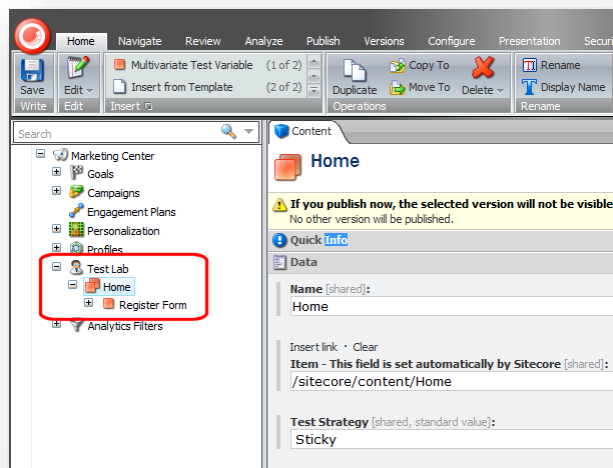 Home Navigate Review Analyze Publish Versions Configure Presentation Securi
Save
Write
Edit
Edit
Multivariate Test Variable (1 of 2)
Insert from Template (2 of 2)
Insert
Duplicate
Copy To
Move To
Delete
Operations
Rename
Display Name
Rename
Search
Marketing Center
Goals
Campaigns
Engagement Plans
Personalization
Profiles
Test Lab
Home
Register Form
Analytics Filters
Content
Home
If you publish now, the selected version will not be visible
No other version will be published.
Quick Info
Data
Name [shared]:
Home
Insert link · Clear
Item - This field is set automatically by Sitecore [shared]:
/sitecore/content/Home
Test Strategy [shared, standard value]:
Sticky